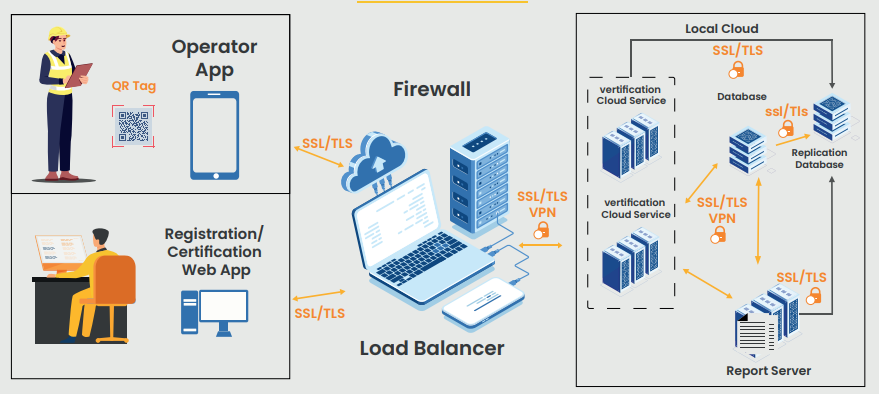 Operator
App
QR Tag
Registration/
Certification
Web App
SSL/TLS
SSL/TLS
Firewall
Load Balancer
SSL/TLS
VPN
Local Cloud
SSL/TLS
vertification
Cloud Service
vertification
Cloud Service
Database
ssl/Tls
Replication
Database
SSL/TLS
VPN
SSL/TLS
Report Server